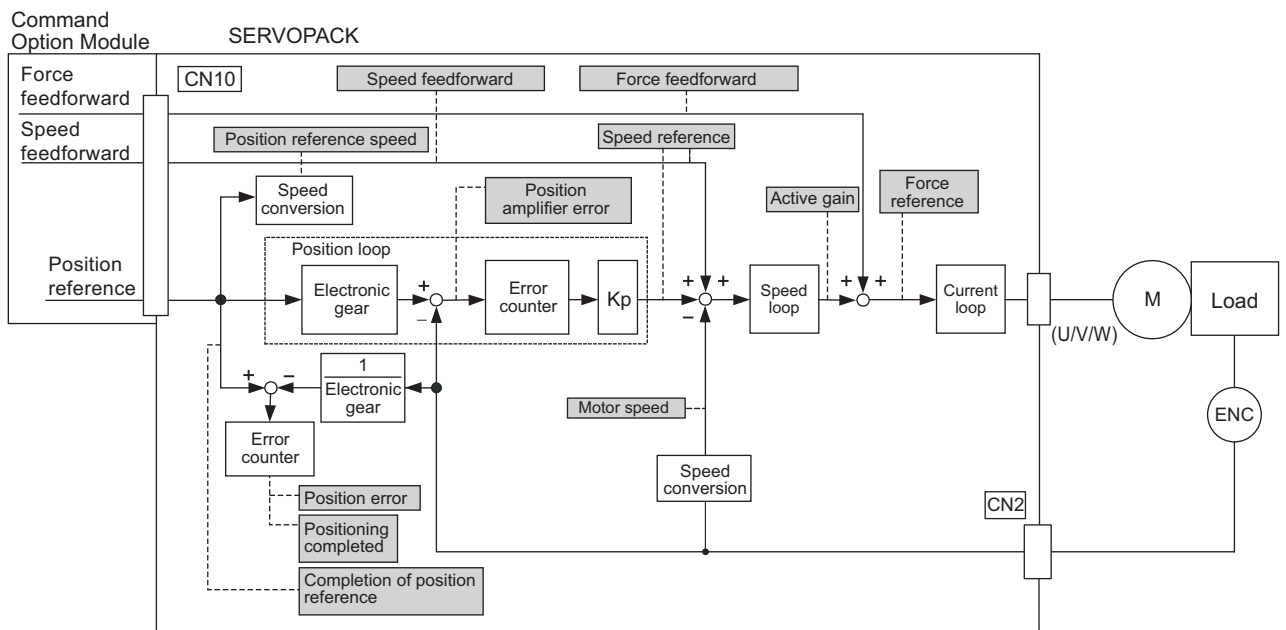 Command
Option Module
SERVOPACK
Force
feedforward
CN10
Speed feedforward
Force feedforward
Speed
feedforward
Position reference speed
Speed reference
Speed
conversion
Position
amplifier error
Active gain
Force
reference
Position loop
Position
reference
Electronic
gear
+
−
Error
counter
Kp
+
+
−
Speed
loop
+
+
Current
loop
(U/V/W)
M
Load
+
−
1
Electronic
gear
Motor speed
ENC
Error
counter
Speed
conversion
Position error
CN2
Positioning
completed
Completion of position
reference